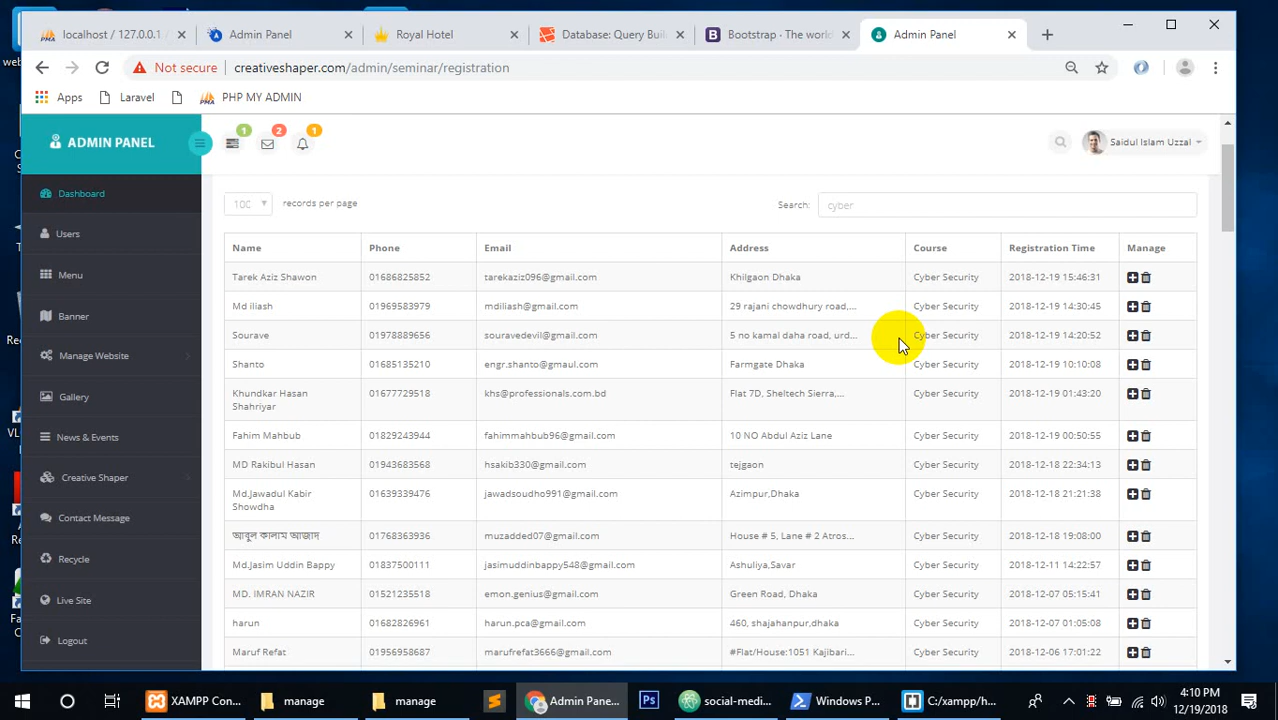 localhost / 127.0.0.1
Admin Panel
Royal Hotel
Database: Query Buil
Bootstrap · The world
Admin Panel
Not secure
creativeshaper.com/admin/seminar/registration
Apps
Laravel
PHP MY ADMIN
ADMIN PANEL
1
2
1
Saidul Islam Uzzal
Dashboard
Users
Menu
Banner
Manage Website
Gallery
News & Events
Creative Shaper
Contact Message
Recycle
Live Site
Logout
100 records per page
Search: cyber
Name Phone Email Address Course Registration Time Manage
Tarek Aziz Shawon 01686825852 tarekaziz096@gmail.com Khilgaon Dhaka Cyber Security 2018-12-19 15:46:31
Md iliash 01969583979 mdiliash@gmail.com 29 rajani chowdhury road,... Cyber Security 2018-12-19 14:30:45
Sourave 01978889656 souravedevil@gmail.com 5 no kamal daha road, urd... Cyber Security 2018-12-19 14:20:52
Shanto 01685135210 engr.shanto@gmaul.com Farmgate Dhaka Cyber Security 2018-12-19 10:10:08
Khundkar Hasan Shahriyar 01677729518 khs@professionals.com.bd Flat 7D, Sheltech Sierra,... Cyber Security 2018-12-19 01:43:20
Fahim Mahbub 01829243944 fahimmahbub96@gmail.com 10 NO Abdul Aziz Lane Cyber Security 2018-12-19 00:50:55
MD Rakibul Hasan 01943683568 hsakib330@gmail.com tejgaon Cyber Security 2018-12-18 22:34:13
Md.Jawadul Kabir Showdha 01639339476 jawadsoudho991@gmail.com Azimpur,Dhaka Cyber Security 2018-12-18 21:21:38
আবুল কালাম আজাদ 01768363936 muzadded07@gmail.com House # 5, Lane # 2 Atros... Cyber Security 2018-12-18 19:08:00
Md.Jasim Uddin Bappy 01837500111 jasimuddinbappy548@gmail.com Ashuliya,Savar Cyber Security 2018-12-11 14:22:57
MD. IMRAN NAZIR 01521235518 emon.genius@gmail.com Green Road, Dhaka Cyber Security 2018-12-07 05:15:41
harun 01682826961 harun.pca@gmail.com 460, shajahanpur,dhaka Cyber Security 2018-12-07 01:05:08
Maruf Refat 01956958687 marufrefat3666@gmail.com #Flat/House:1051 Kajibari... Cyber Security 2018-12-06 17:01:22
XAMPP Con...
manage
manage
Admin Pane...
Ps
social-medi...
Windows P...
C:/xampp/h...
4:10 PM
12/19/2018